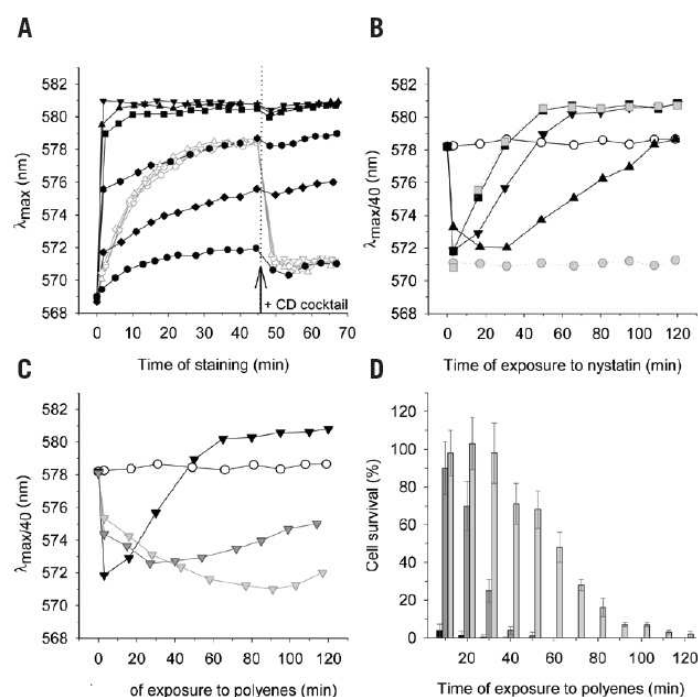 A
582
580
578
576
574
572
570
568
λmax (nm)
0 10 20 30 40 50 60 70
+ CD cocktail
Time of staining (min)
B
582
580
578
576
574
572
570
568
λmax/40 (nm)
0 20 40 60 80 100 120
Time of exposure to nystatin (min)
C
582
580
578
576
574
572
570
568
λmax/40 (nm)
0 20 40 60 80 100 120
of exposure to polyenes (min)
D
120
100
80
60
40
20
0
Cell survival (%)
20 40 60 80 100 120
Time of exposure to polyenes (min)